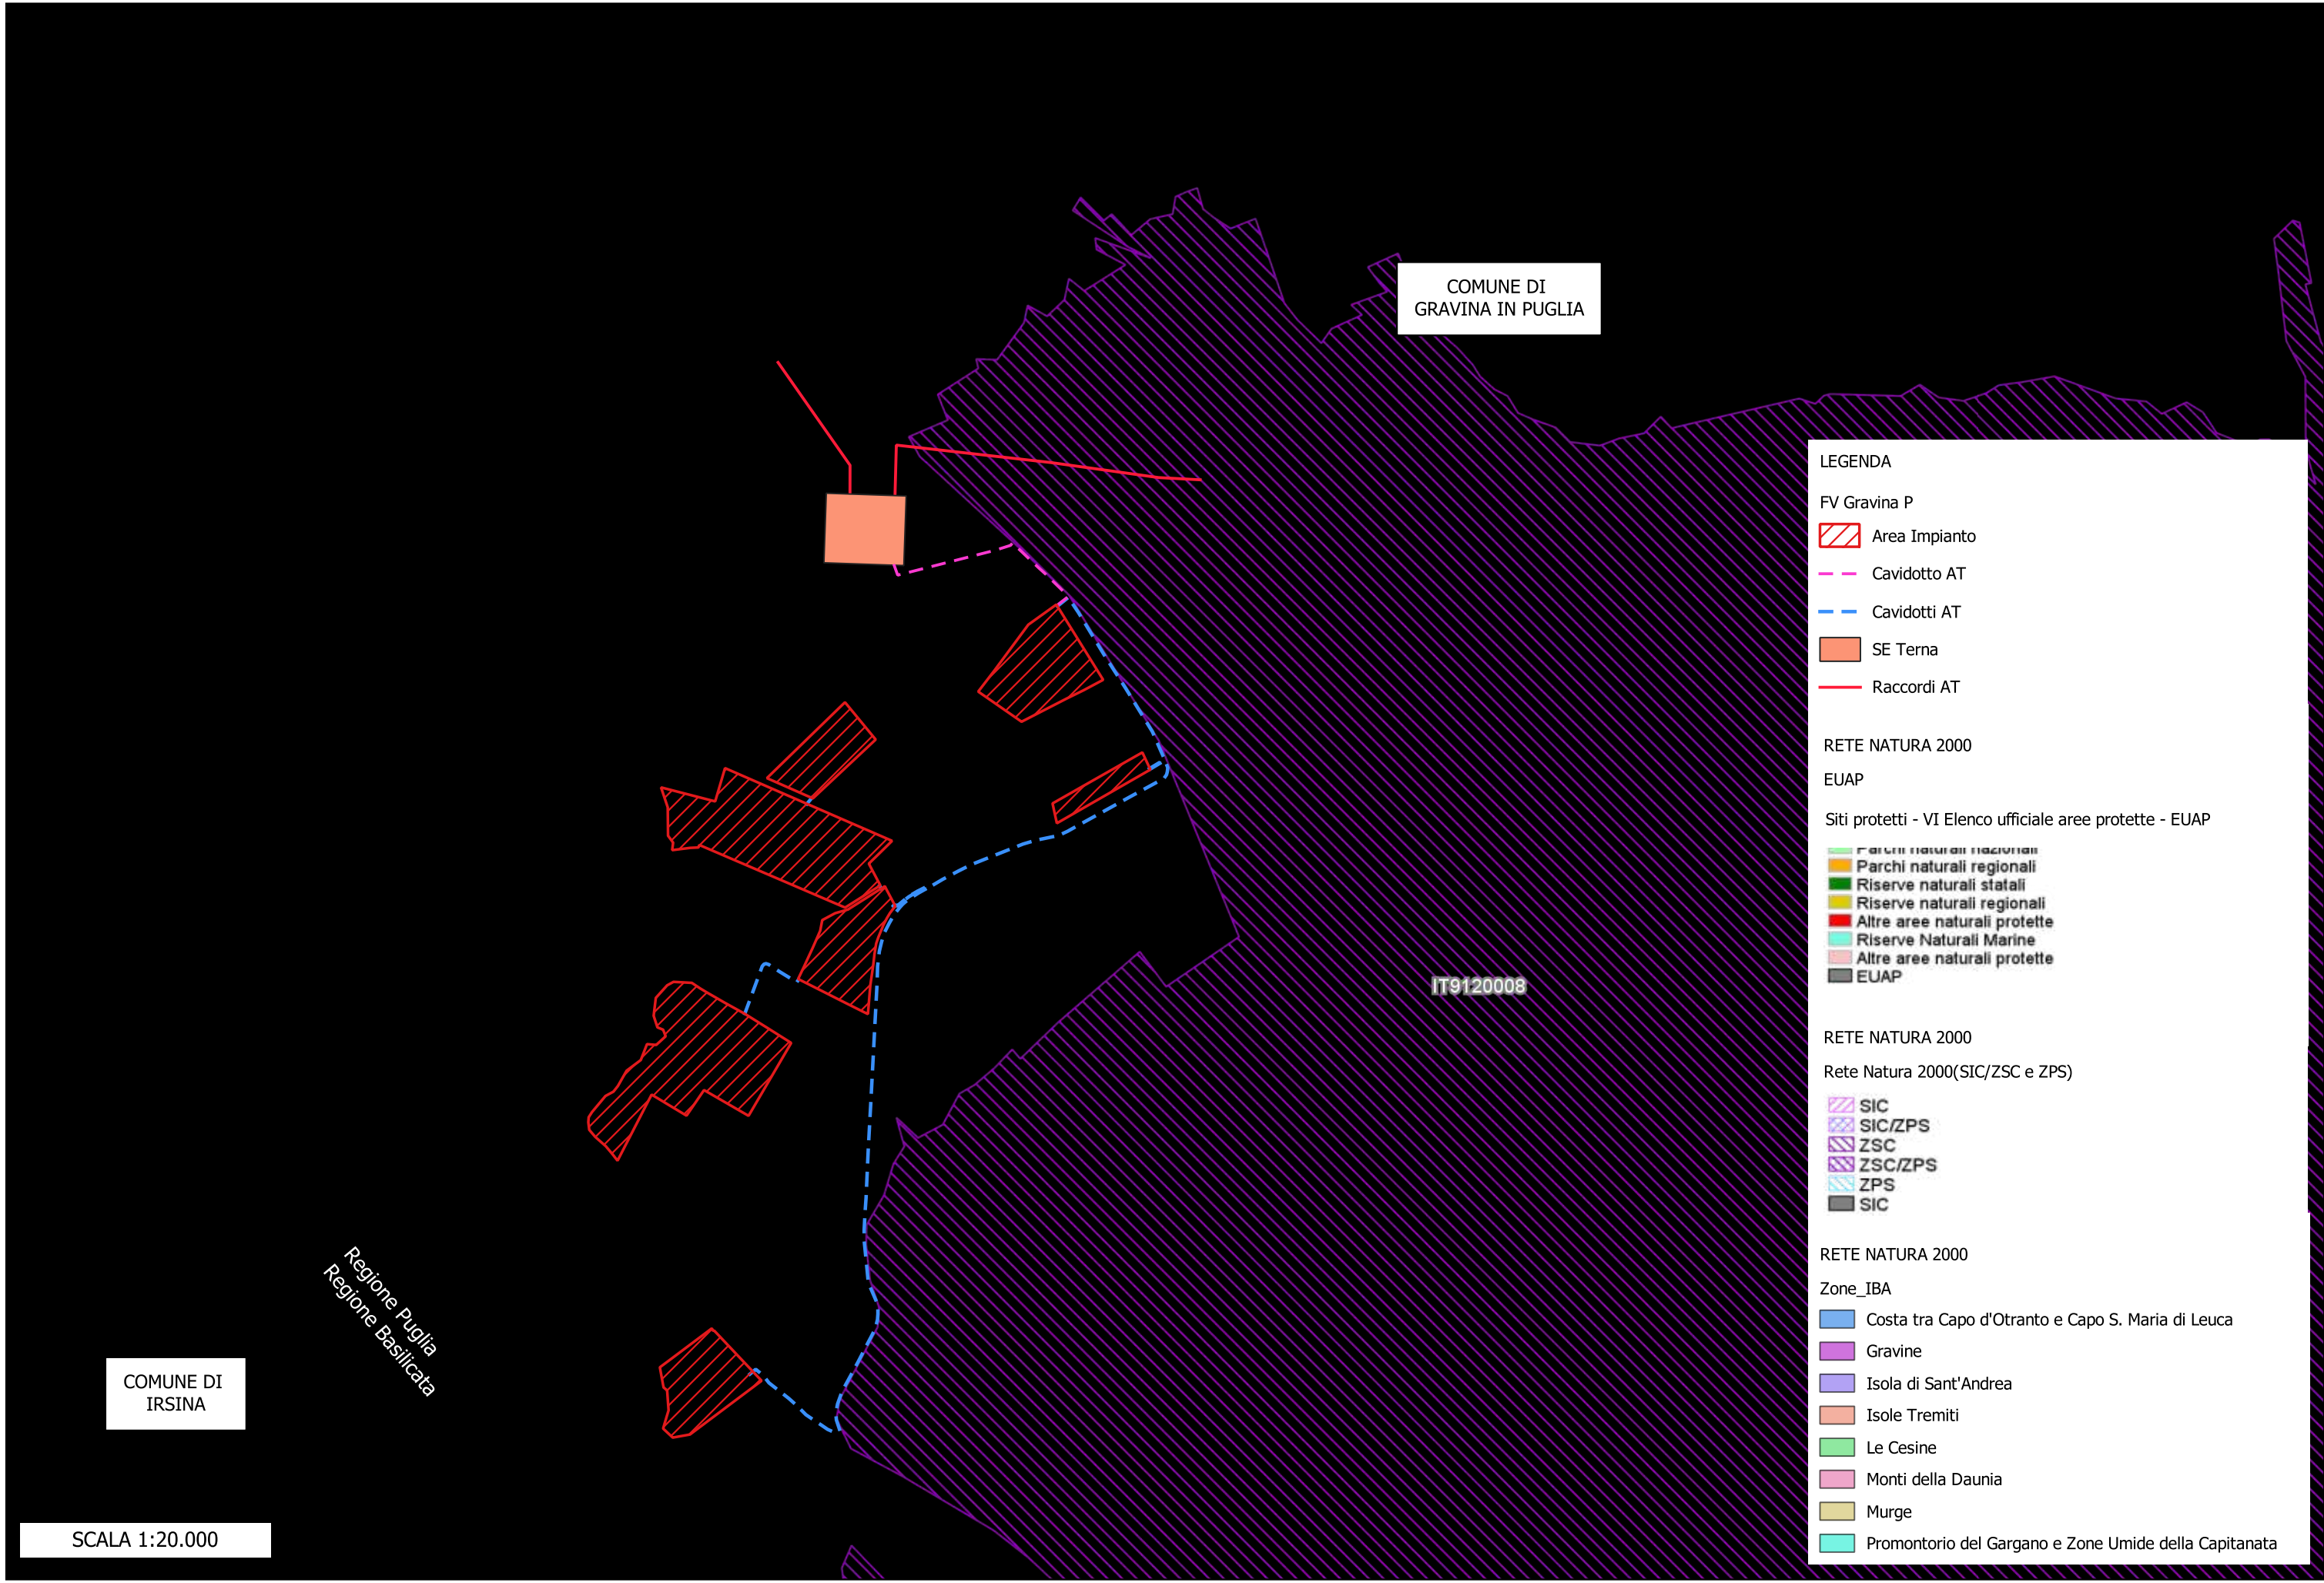 COMUNE DI
GRAVINA IN PUGLIA
IT9120008
Regione Puglia
Regione Basilicata
COMUNE DI
IRSINA
SCALA 1:20.000
LEGENDA
FV Gravina P
Area Impianto
Cavidotto AT
Cavidotti AT
SE Terna
Raccordi AT
RETE NATURA 2000
EUAP
Siti protetti - VI Elenco ufficiale aree protette - EUAP
Parchi naturali nazionali
Parchi naturali regionali
Riserve naturali statali
Riserve naturali regionali
Altre aree naturali protette
Riserve Naturali Marine
Altre aree naturali protette
EUAP
RETE NATURA 2000
Rete Natura 2000(SIC/ZSC e ZPS)
SIC
SIC/ZPS
ZSC
ZSC/ZPS
ZPS
SIC
RETE NATURA 2000
Zone_IBA
Costa tra Capo d'Otranto e Capo S. Maria di Leuca
Gravine
Isola di Sant'Andrea
Isole Tremiti
Le Cesine
Monti della Daunia
Murge
Promontorio del Gargano e Zone Umide della Capitanata